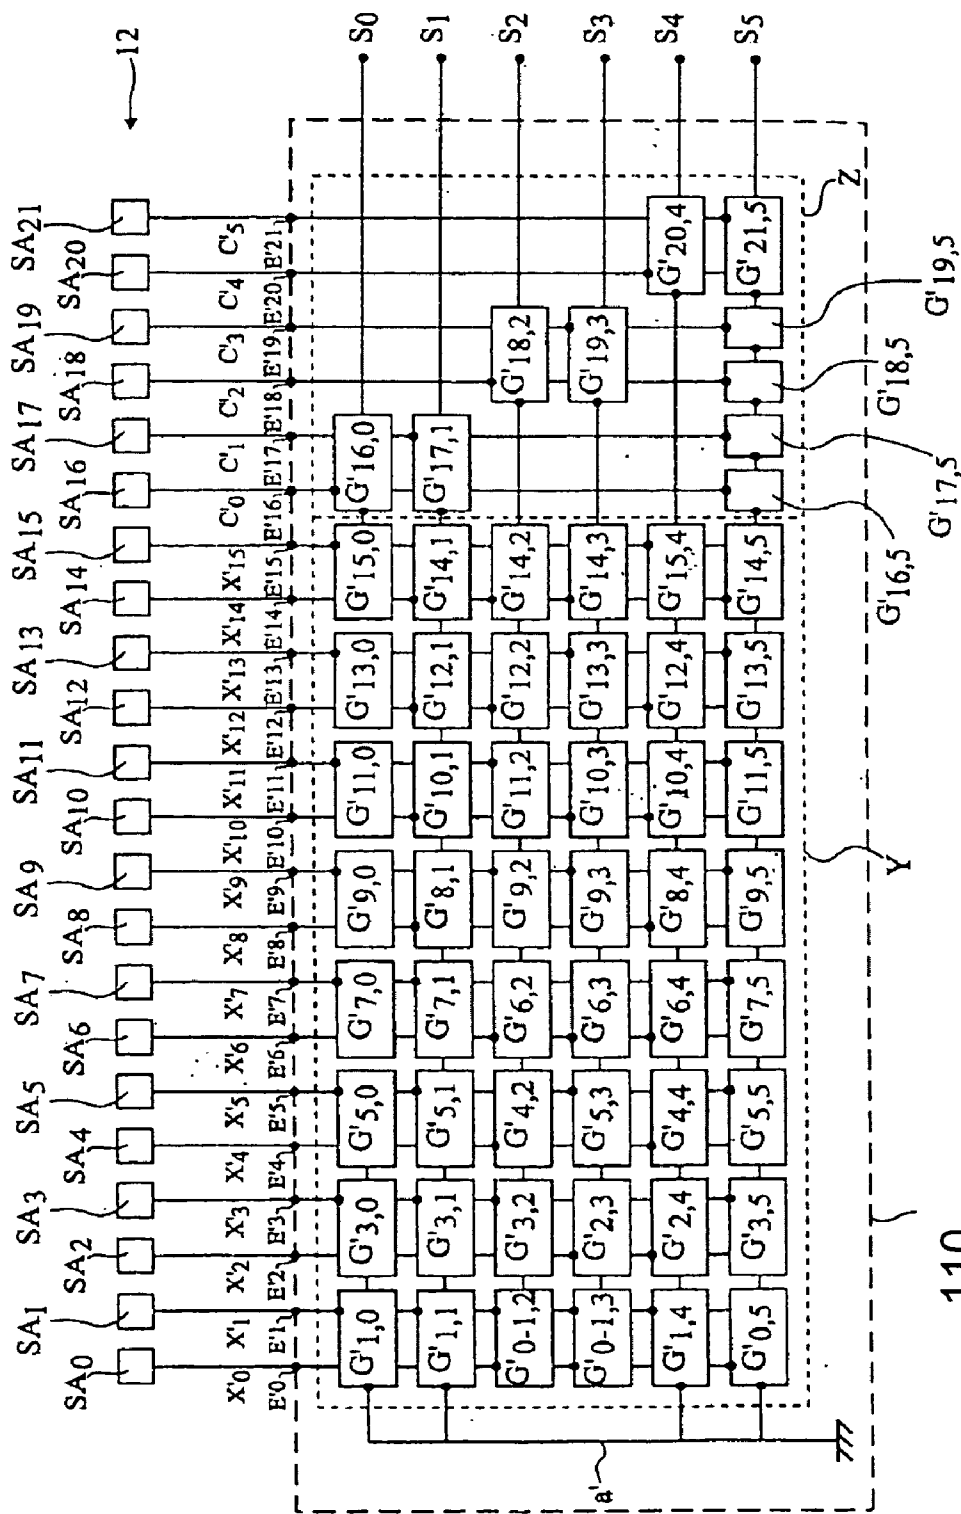 12
SA0 SA1 SA2 SA3 SA4 SA5 SA6 SA7 SA8 SA9 SA10 SA11 SA12 SA13 SA14 SA15 SA16 SA17 SA18 SA19 SA20 SA21
X'0 X'1 X'2 X'3 X'4 X'5 X'6 X'7 X'8 X'9 X'10 X'11 X'12 X'13 X'14 X'15 C'0 C'1 C'2 C'3 C'4 C'5
E'0 E'1 E'2 E'3 E'4 E'5 E'6 E'7 E'8 E'9 E'10 E'11 E'12 E'13 E'14 E'15 E'16 E'17 E'18 E'19 E'20 E'21
G'1,0 G'3,0 G'5,0 G'7,0 G'9,0 G'11,0 G'13,0 G'15,0 G'16,0 S0
G'1,1 G'3,1 G'5,1 G'7,1 G'8,1 G'10,1 G'12,1 G'14,1 G'17,1 S1
G'0-1,2 G'3,2 G'4,2 G'6,2 G'9,2 G'11,2 G'12,2 G'14,2 G'18,2 S2
G'0-1,3 G'2,3 G'5,3 G'6,3 G'9,3 G'10,3 G'13,3 G'14,3 G'19,3 S3
G'1,4 G'2,4 G'4,4 G'6,4 G'8,4 G'10,4 G'12,4 G'15,4 G'20,4 S4
G'0,5 G'3,5 G'5,5 G'7,5 G'9,5 G'11,5 G'13,5 G'14,5 G'21,5 S5
a' Y Z
G'16,5 G'17,5 G'18,5 G'19,5
110